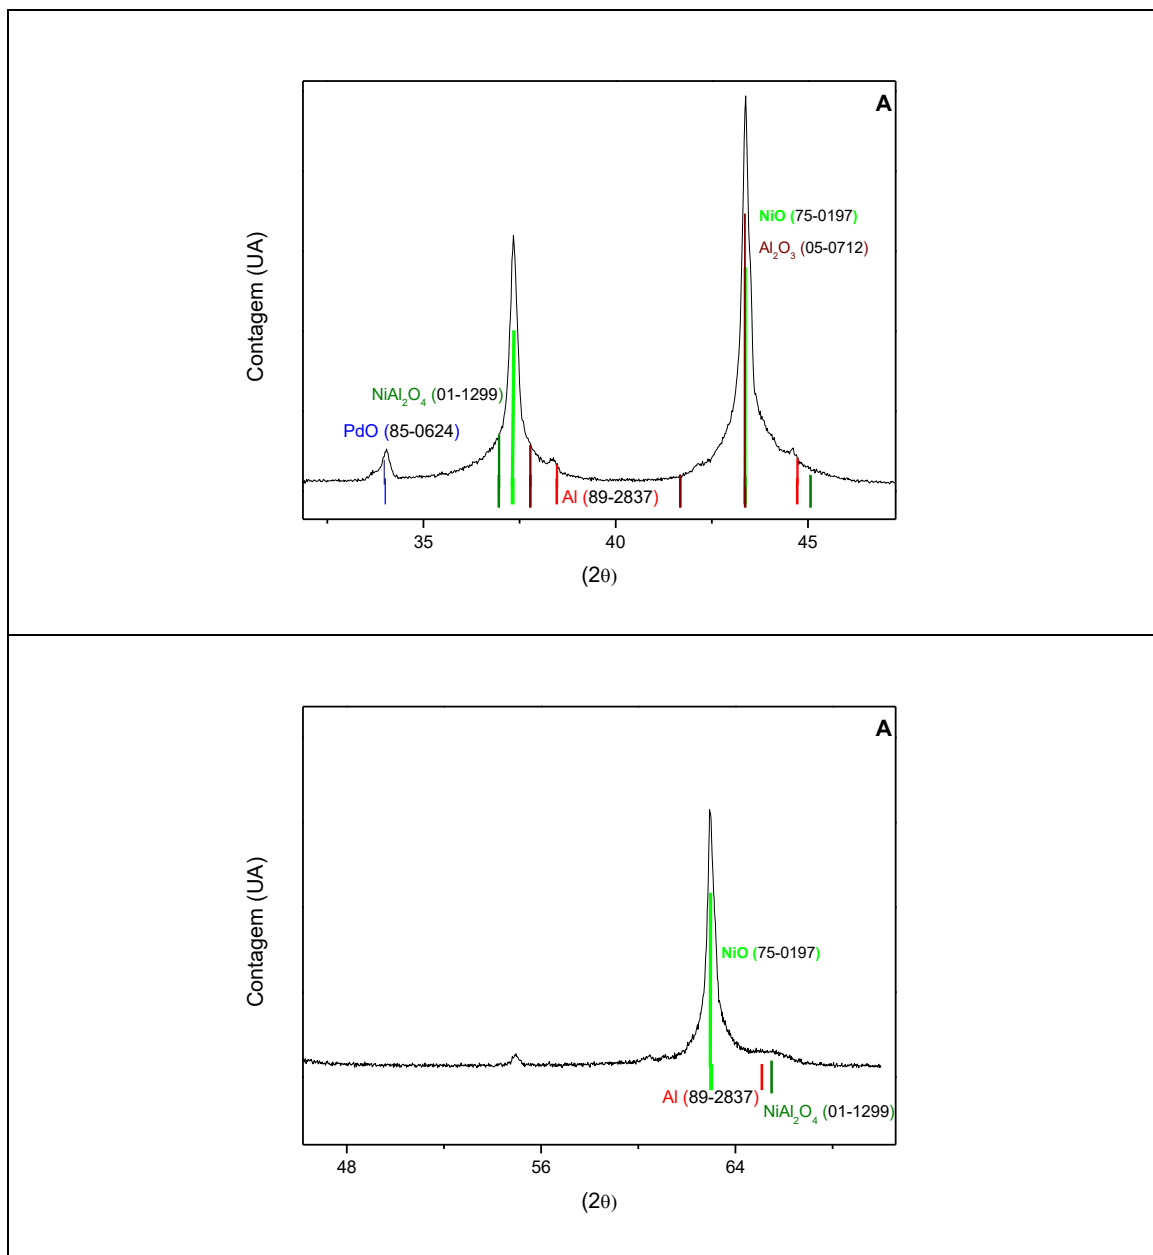 A
Contagem (UA)
NiO (75-0197)
Al₂O₃ (05-0712)
NiAl₂O₄ (01-1299)
PdO (85-0624)
Al (89-2837)
35 40 45
(2θ)
A
Contagem (UA)
NiO (75-0197)
Al (89-2837)
NiAl₂O₄ (01-1299)
48 56 64
(2θ)